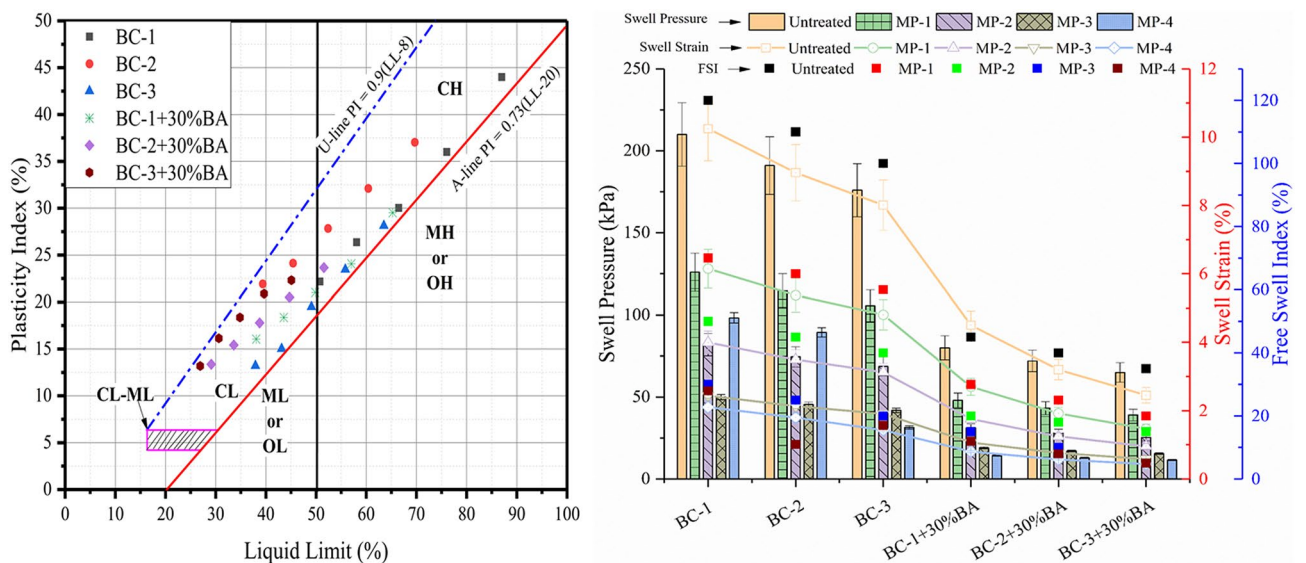 50
45
40
35
30
25
20
15
10
5
0
Plasticity Index (%)
BC-1
BC-2
BC-3
BC-1+30%BA
BC-2+30%BA
BC-3+30%BA
U-line PI = 0.9(LL-8)
A-line PI = 0.73(LL-20)
CH
MH
or
OH
CL-ML
CL
ML
or
OL
0 10 20 30 40 50 60 70 80 90 100
Liquid Limit (%)
Swell Pressure Untreated MP-1 MP-2 MP-3 MP-4
Swell Strain Untreated MP-1 MP-2 MP-3 MP-4
FSI Untreated MP-1 MP-2 MP-3 MP-4
250
200
150
100
50
0
Swell Pressure (kPa)
12
10
8
6
4
2
0
Swell Strain (%)
120
100
80
60
40
20
0
Free Swell Index (%)
BC-1
BC-2
BC-3
BC-1+30%BA
BC-2+30%BA
BC-3+30%BA